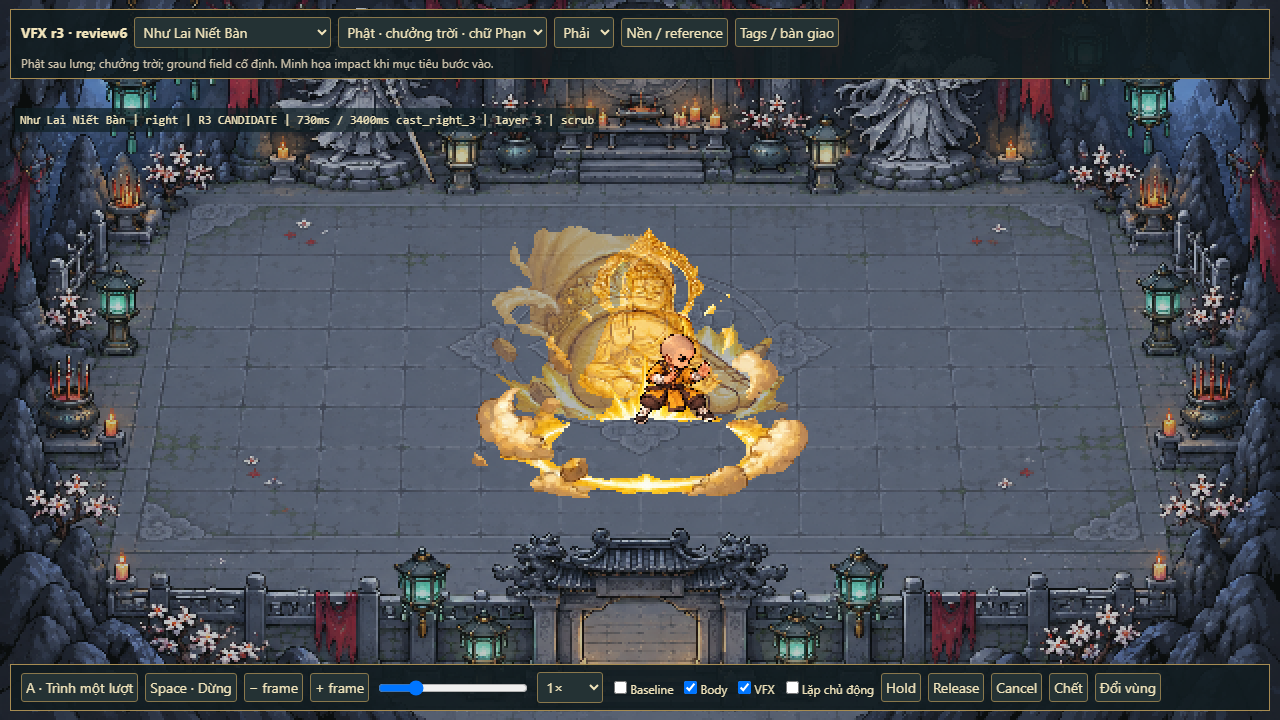 VFX r3 · review6 Như Lai Niết Bàn Phật · chưởng trời · chữ Phạn Phải Nền / reference Tags / bàn giao
Phật sau lưng; chưởng trời; ground field cố định. Minh họa impact khi mục tiêu bước vào.
Như Lai Niết Bàn | right | R3 CANDIDATE | 730ms / 3400ms cast_right_3 | layer 3 | scrub
A · Trình một lượt Space · Dừng − frame + frame 1× Baseline Body VFX Lặp chủ động Hold Release Cancel Chết Đổi vùng